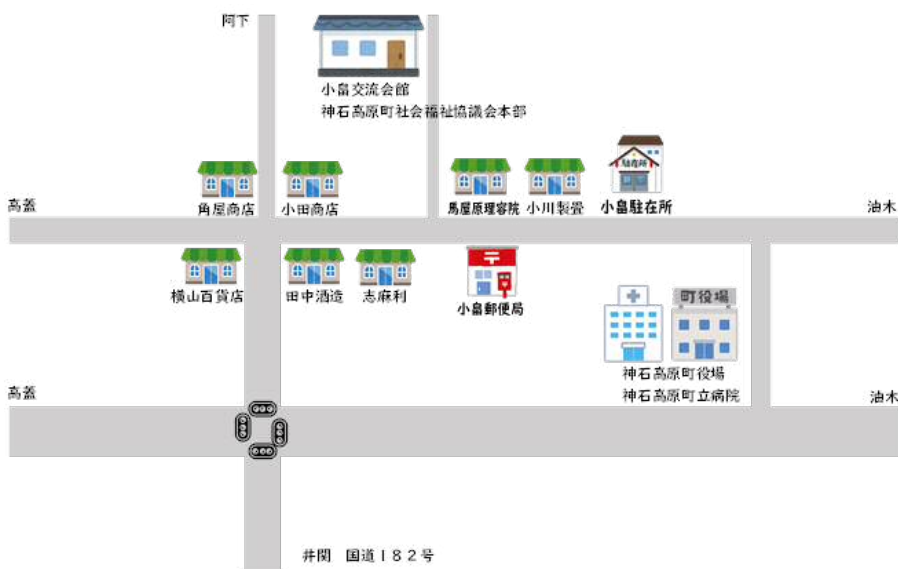 阿下
小畠交流会館
神石高原町社会福祉協議会本部
駐在所
高蓋
角屋商店
小田商店
馬屋原理容院
小川製畳
小畠駐在所
油木
横山百貨店
田中酒造
志麻利
小畠郵便局
町役場
神石高原町役場
神石高原町立病院
高蓋
油木
井関 国道182号